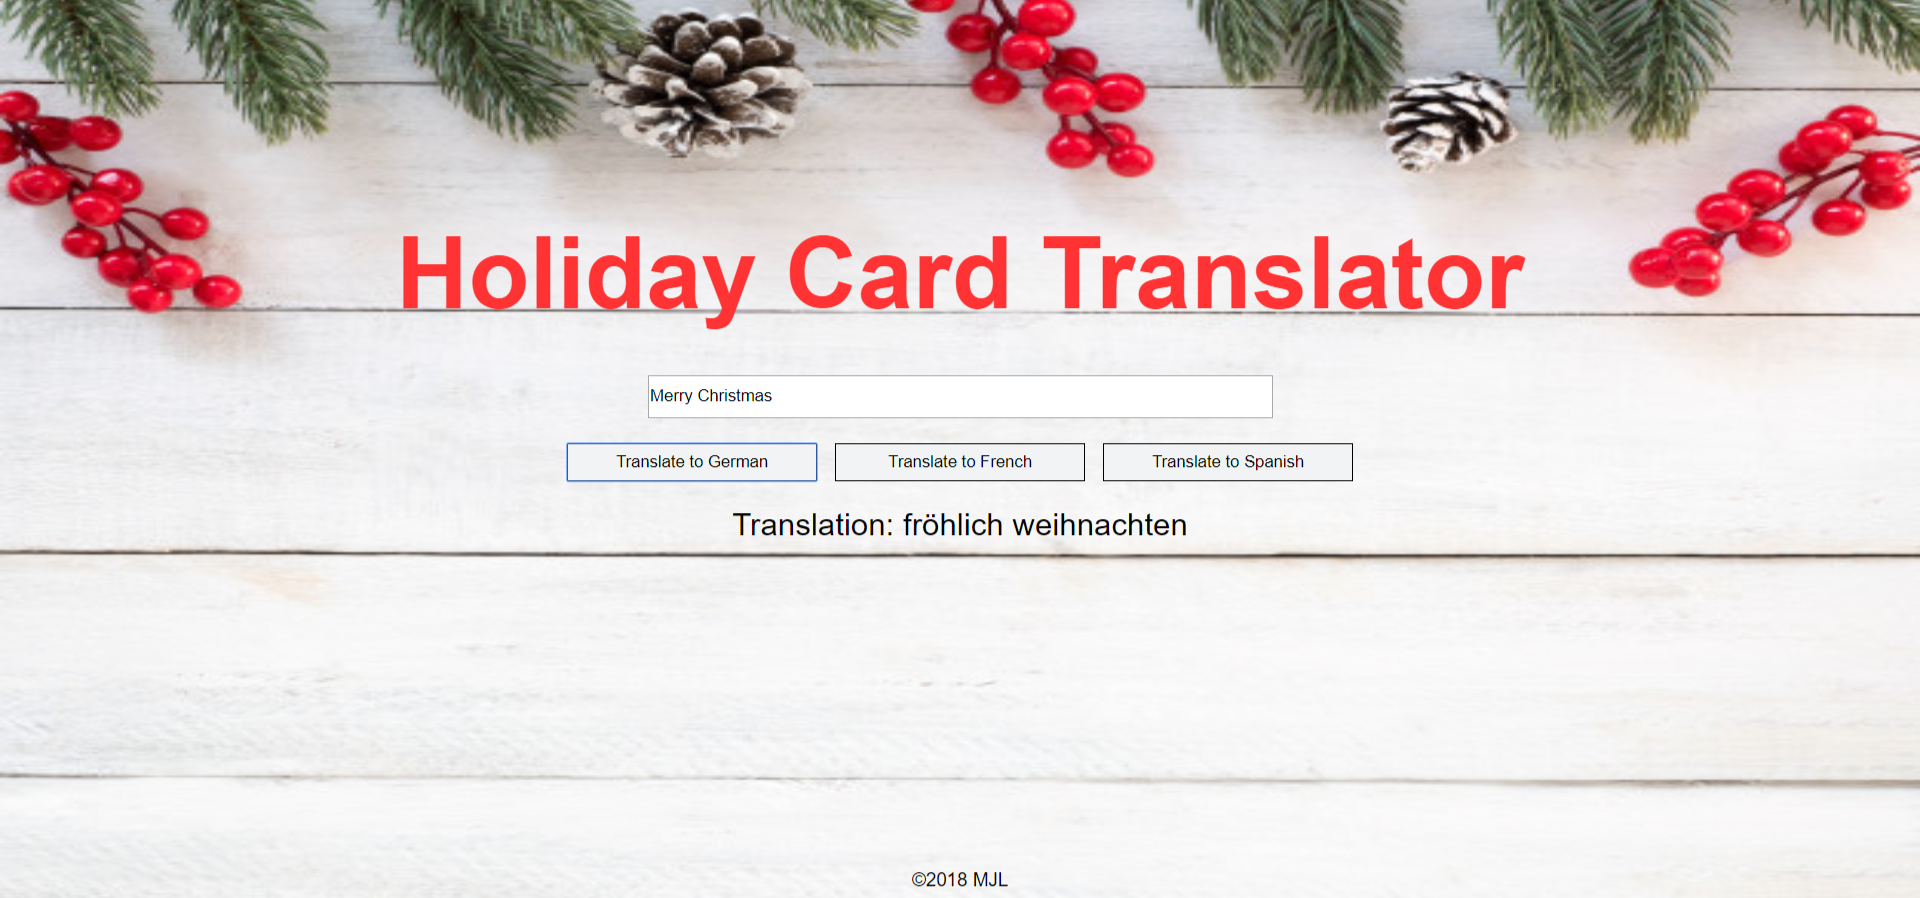 Holiday Card Translator
Merry Christmas
Translate to German
Translate to French
Translate to Spanish
Translation: fröhlich weihnachten
©2018 MJL